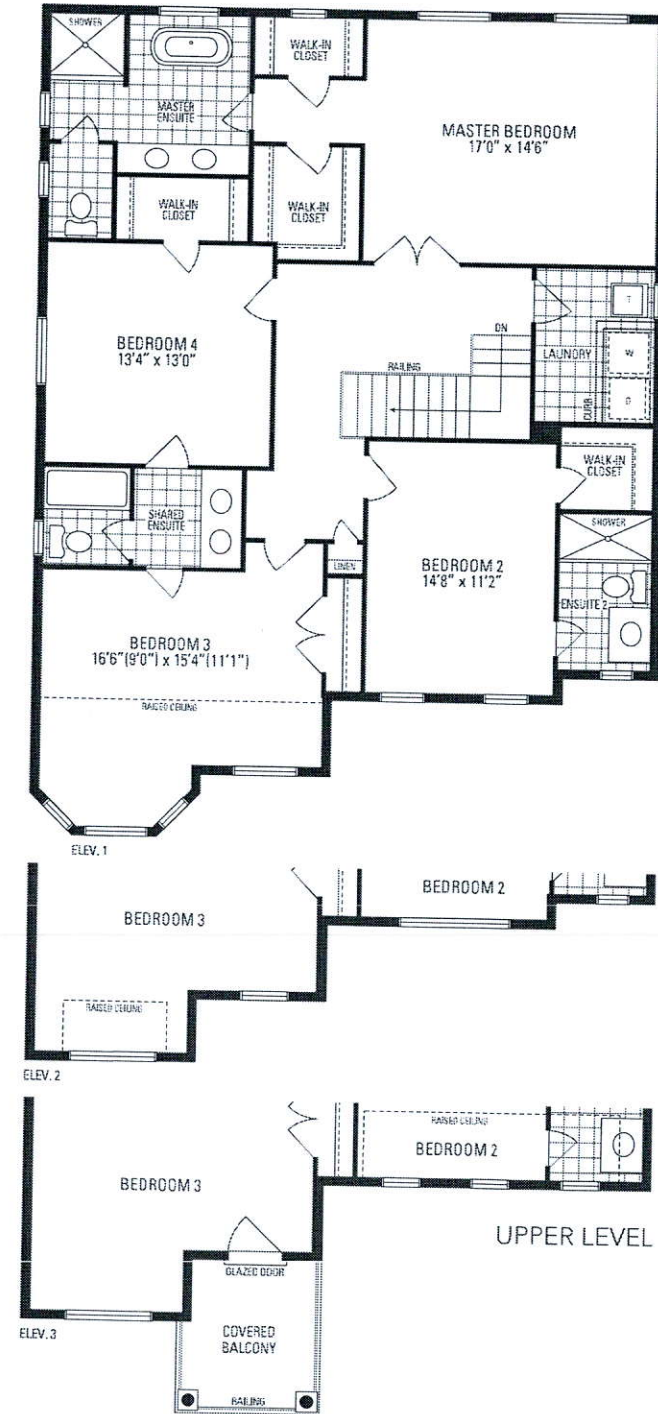 SHOWER
WALK-IN
CLOSET
MASTER
ENSUITE
MASTER BEDROOM
17'0" x 14'6"
WALK-IN
CLOSET
WALK-IN
CLOSET
BEDROOM 4
13'4" x 13'0"
DN
RAILING
T
LAUNDRY
W
CURB
D
WALK-IN
CLOSET
SHARED
ENSUITE
SHOWER
LINEN
BEDROOM 2
14'8" x 11'2"
ENSUITE 2
BEDROOM 3
16'6"(9'0") x 15'4"(11'1")
RAISED CEILING
ELEV. 1
BEDROOM 2
BEDROOM 3
RAISED CEILING
ELEV. 2
RAISED CEILING
BEDROOM 2
BEDROOM 3
UPPER LEVEL
GLAZED DOOR
ELEV. 3
COVERED
BALCONY
RAILING